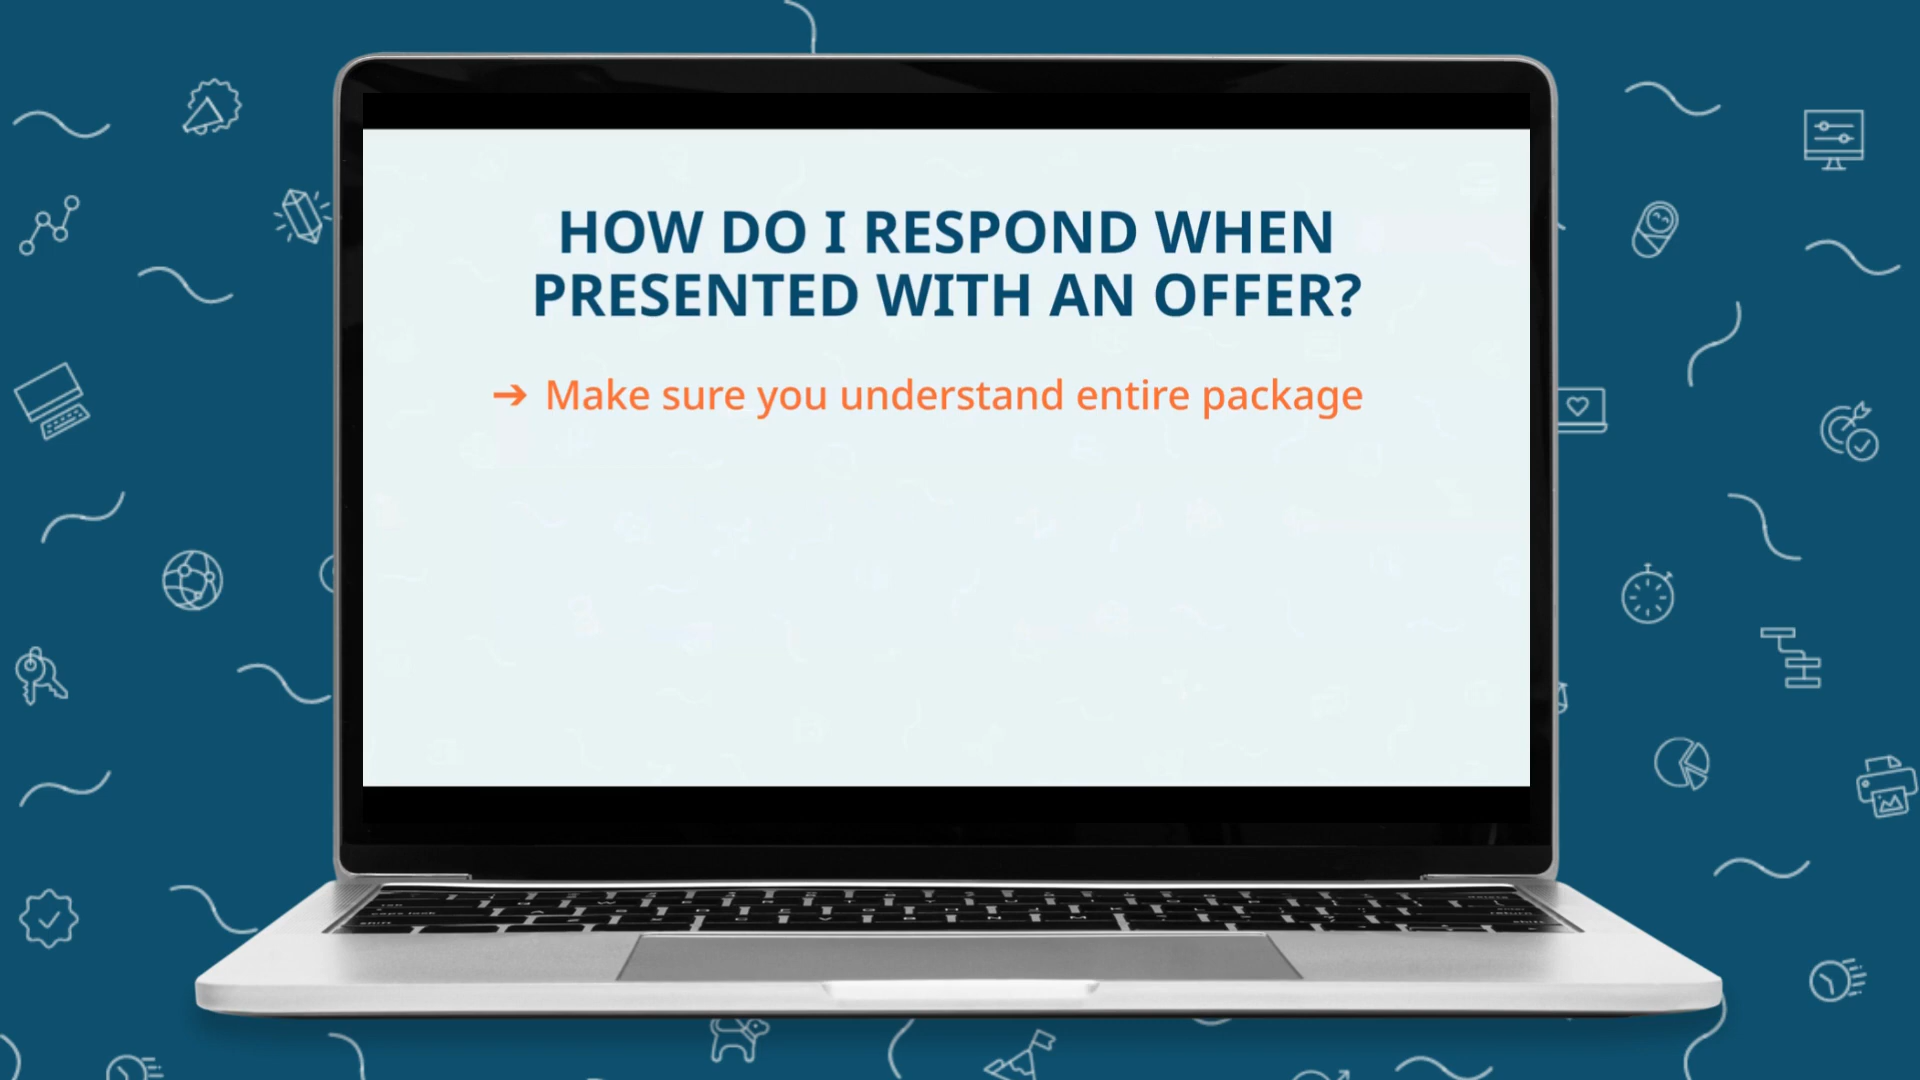 HOW DO I RESPOND WHEN
PRESENTED WITH AN OFFER?
➔ Make sure you understand entire package